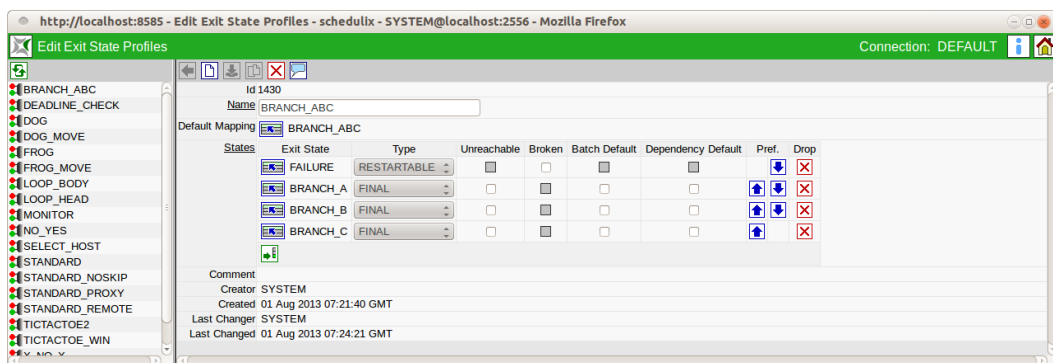 http://localhost:8585 - Edit Exit State Profiles - schedulix - SYSTEM@localhost:2556 - Mozilla Firefox
Edit Exit State Profiles
Connection: DEFAULT
BRANCH_ABC
DEADLINE_CHECK
DOG
DOG_MOVE
FROG
FROG_MOVE
LOOP_BODY
LOOP_HEAD
MONITOR
NO_YES
SELECT_HOST
STANDARD
STANDARD_NOSKIP
STANDARD_PROXY
STANDARD_REMOTE
TICTACTOE2
TICTACTOE_WIN
Id 1430
Name BRANCH_ABC
Default Mapping BRANCH_ABC
States Exit State Type Unreachable Broken Batch Default Dependency Default Pref. Drop
FAILURE RESTARTABLE
BRANCH_A FINAL
BRANCH_B FINAL
BRANCH_C FINAL
Comment
Creator SYSTEM
Created 01 Aug 2013 07:21:40 GMT
Last Changer SYSTEM
Last Changed 01 Aug 2013 07:24:21 GMT